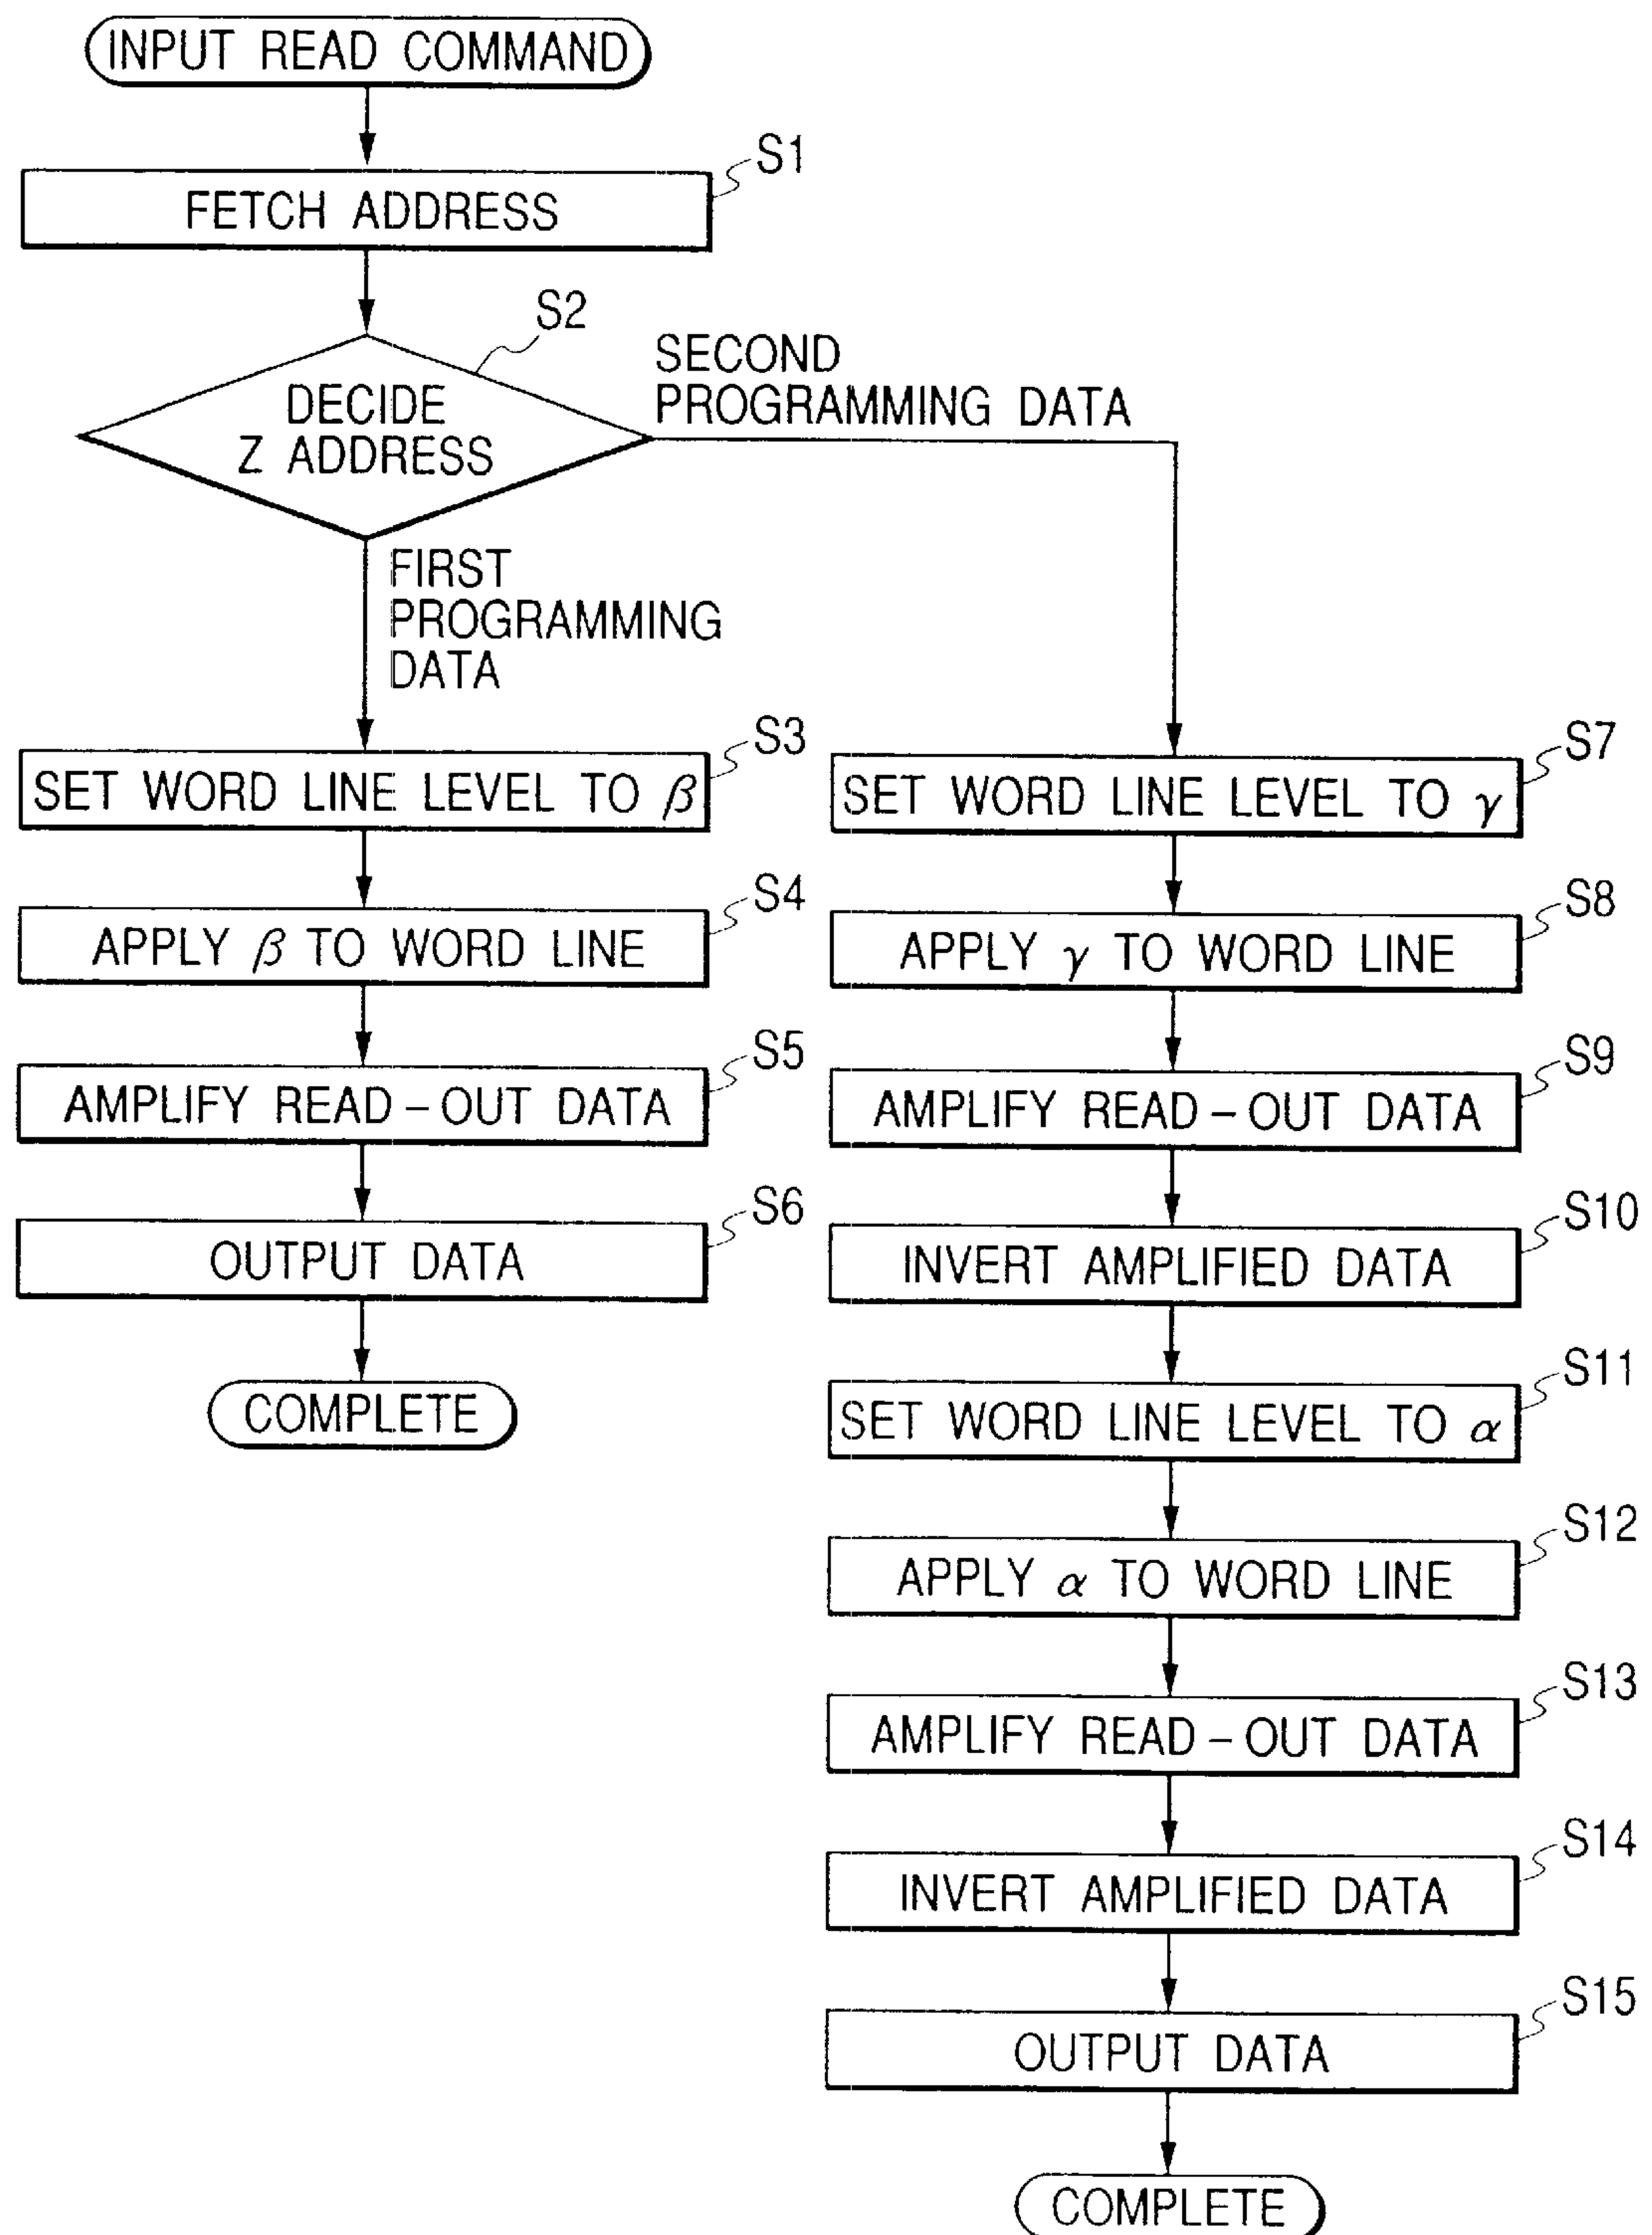 INPUT READ COMMAND
S1
FETCH ADDRESS
S2
DECIDE
Z ADDRESS
SECOND
PROGRAMMING DATA
FIRST
PROGRAMMING
DATA
S3
SET WORD LINE LEVEL TO β
S4
APPLY β TO WORD LINE
S5
AMPLIFY READ-OUT DATA
S6
OUTPUT DATA
COMPLETE
S7
SET WORD LINE LEVEL TO γ
S8
APPLY γ TO WORD LINE
S9
AMPLIFY READ-OUT DATA
S10
INVERT AMPLIFIED DATA
S11
SET WORD LINE LEVEL TO α
S12
APPLY α TO WORD LINE
S13
AMPLIFY READ-OUT DATA
S14
INVERT AMPLIFIED DATA
S15
OUTPUT DATA
COMPLETE